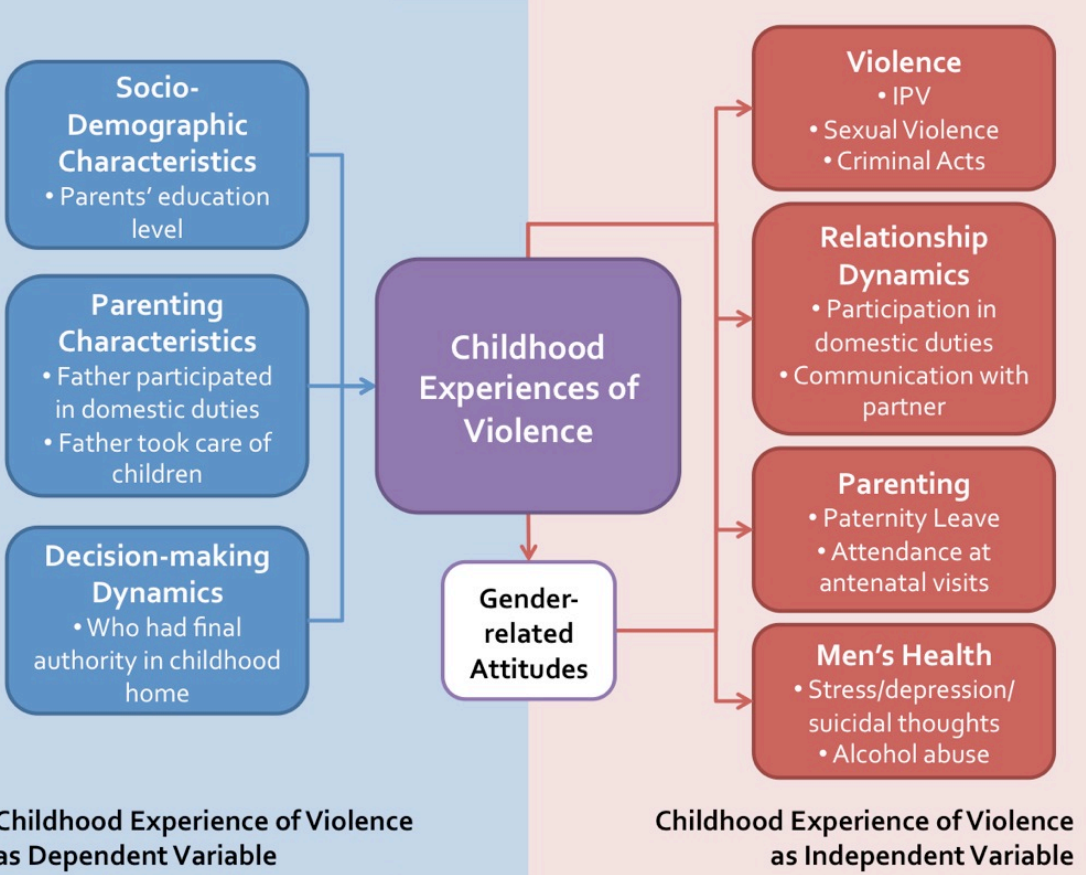 Socio-
Demographic
Characteristics
• Parents’ education
level
Parenting
Characteristics
• Father participated
in domestic duties
• Father took care of
children
Decision-making
Dynamics
• Who had final
authority in childhood
home
Childhood
Experiences of
Violence
Gender-
related
Attitudes
Violence
• IPV
• Sexual Violence
• Criminal Acts
Relationship
Dynamics
• Participation in
domestic duties
• Communication with
partner
Parenting
• Paternity Leave
• Attendance at
antenatal visits
Men’s Health
• Stress/depression/
suicidal thoughts
• Alcohol abuse
Childhood Experience of Violence
as Dependent Variable
Childhood Experience of Violence
as Independent Variable